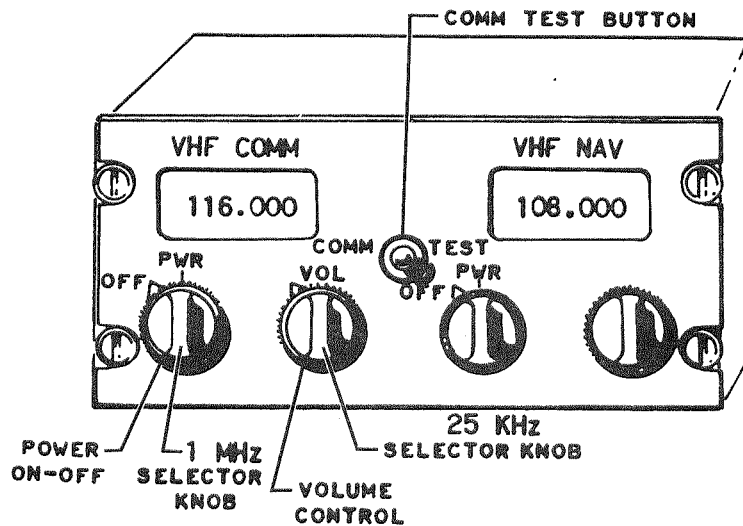 COMM TEST BUTTON
VHF COMM
VHF NAV
116.000
108.000
COMM TEST
OFF PWR
VOL
OFF PWR
25 KHz
SELECTOR KNOB
POWER
ON-OFF
1 MHz
SELECTOR
KNOB
VOLUME
CONTROL